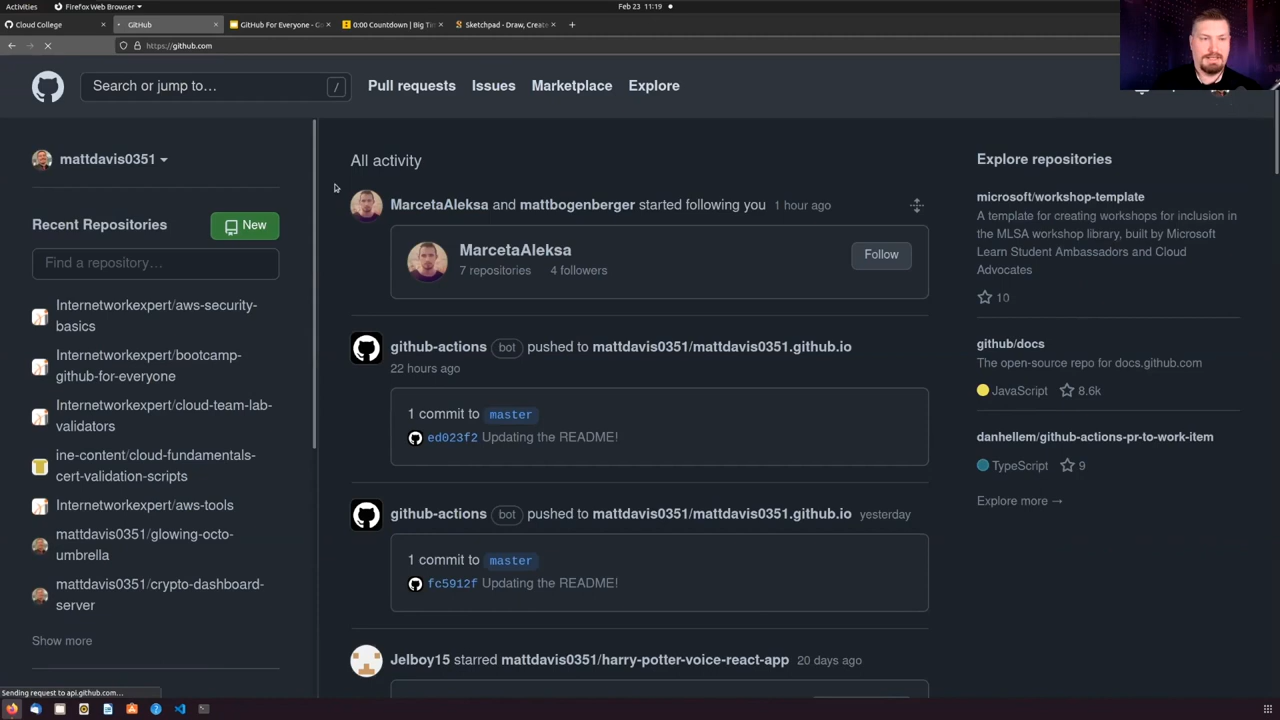 Activities
Firefox Web Browser
Feb 23 11:19
Cloud College
GitHub
GitHub For Everyone - Go
0:00 Countdown | Big Ti
Sketchpad - Draw, Create
https://github.com
Search or jump to…
/
Pull requests
Issues
Marketplace
Explore
mattdavis0351
Recent Repositories
New
Find a repository…
Internetworkexpert/aws-security-
basics
Internetworkexpert/bootcamp-
github-for-everyone
Internetworkexpert/cloud-team-lab-
validators
ine-content/cloud-fundamentals-
cert-validation-scripts
Internetworkexpert/aws-tools
mattdavis0351/glowing-octo-
umbrella
mattdavis0351/crypto-dashboard-
server
Show more
Sending request to api.github.com…
All activity
MarcetaAleksa and mattbogenberger started following you 1 hour ago
MarcetaAleksa
7 repositories 4 followers
Follow
github-actions bot pushed to mattdavis0351/mattdavis0351.github.io
22 hours ago
1 commit to master
ed023f2 Updating the README!
github-actions bot pushed to mattdavis0351/mattdavis0351.github.io yesterday
1 commit to master
fc5912f Updating the README!
Jelboy15 starred mattdavis0351/harry-potter-voice-react-app 20 days ago
Explore repositories
microsoft/workshop-template
A template for creating workshops for inclusion in
the MLSA workshop library, built by Microsoft
Learn Student Ambassadors and Cloud
Advocates
10
github/docs
The open-source repo for docs.github.com
JavaScript 8.6k
danhellem/github-actions-pr-to-work-item
TypeScript 9
Explore more →